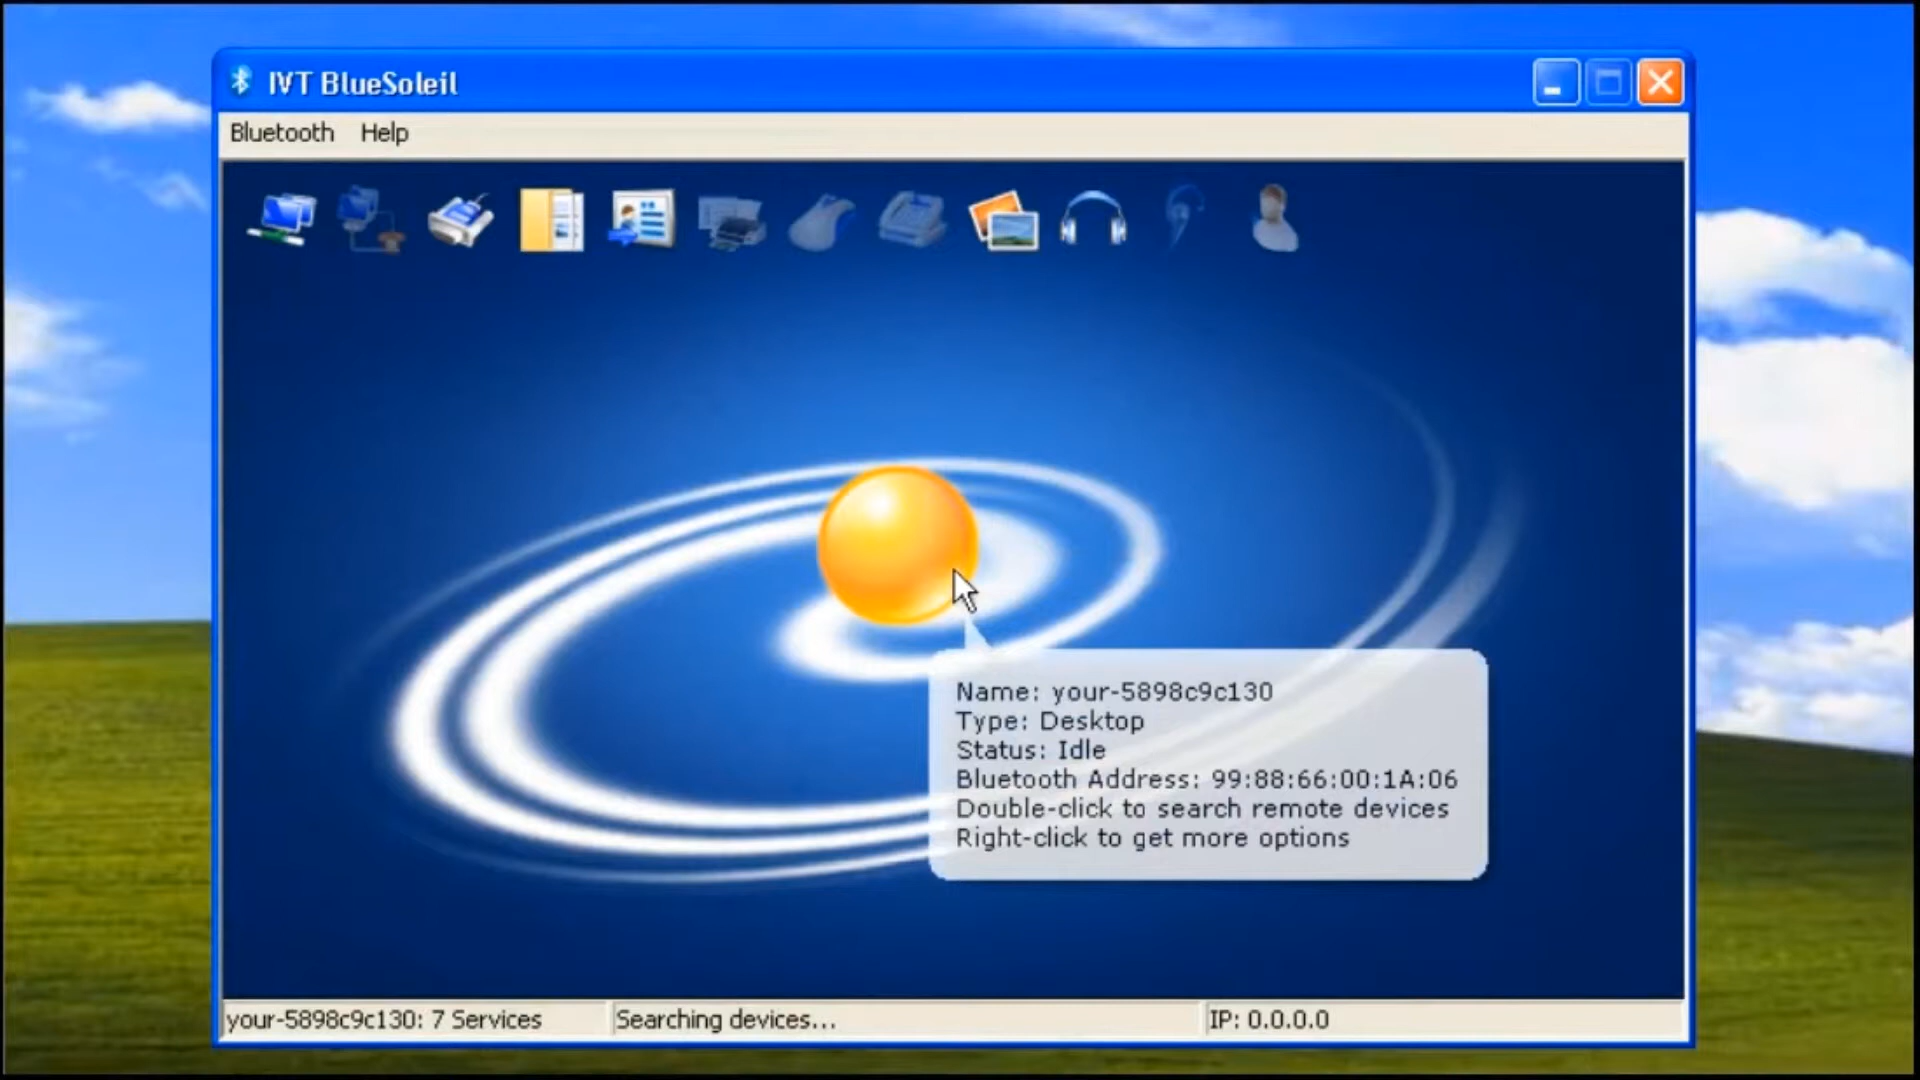 IVT BlueSoleil
Bluetooth Help
Name: your-5898c9c130
Type: Desktop
Status: Idle
Bluetooth Address: 99:88:66:00:1A:06
Double-click to search remote devices
Right-click to get more options
your-5898c9c130: 7 Services
Searching devices...
IP: 0.0.0.0